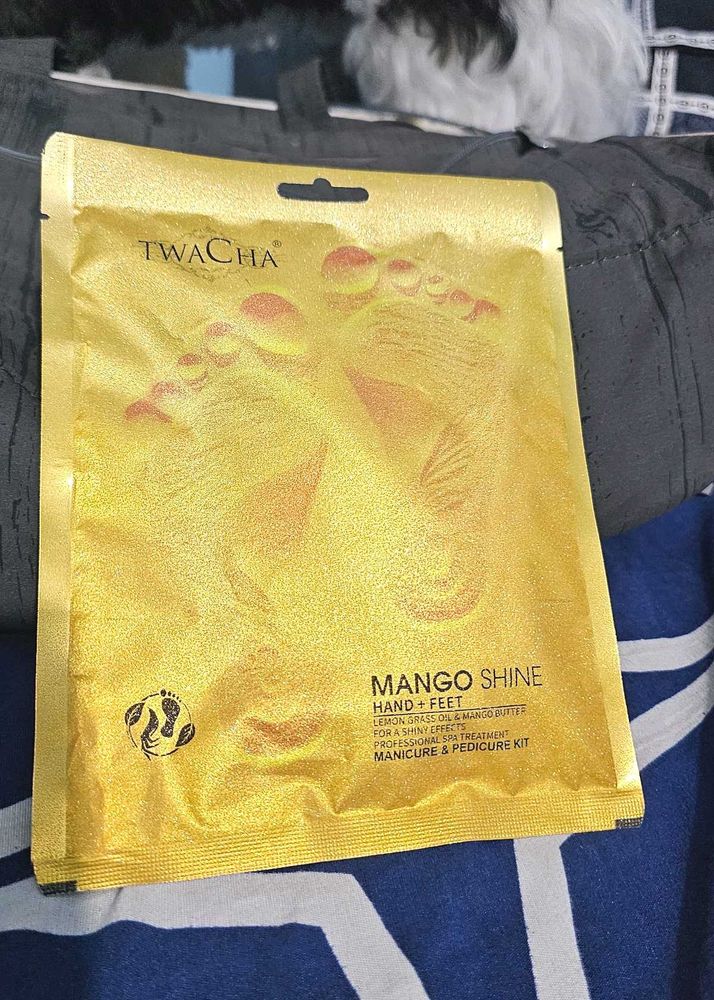 TWACHA®
MANGO SHINE
HAND + FEET
LEMON GRASS OIL & MANGO BUTTER
FOR A SHINY EFFECTS
PROFESSIONAL SPA TREATMENT
MANICURE & PEDICURE KIT